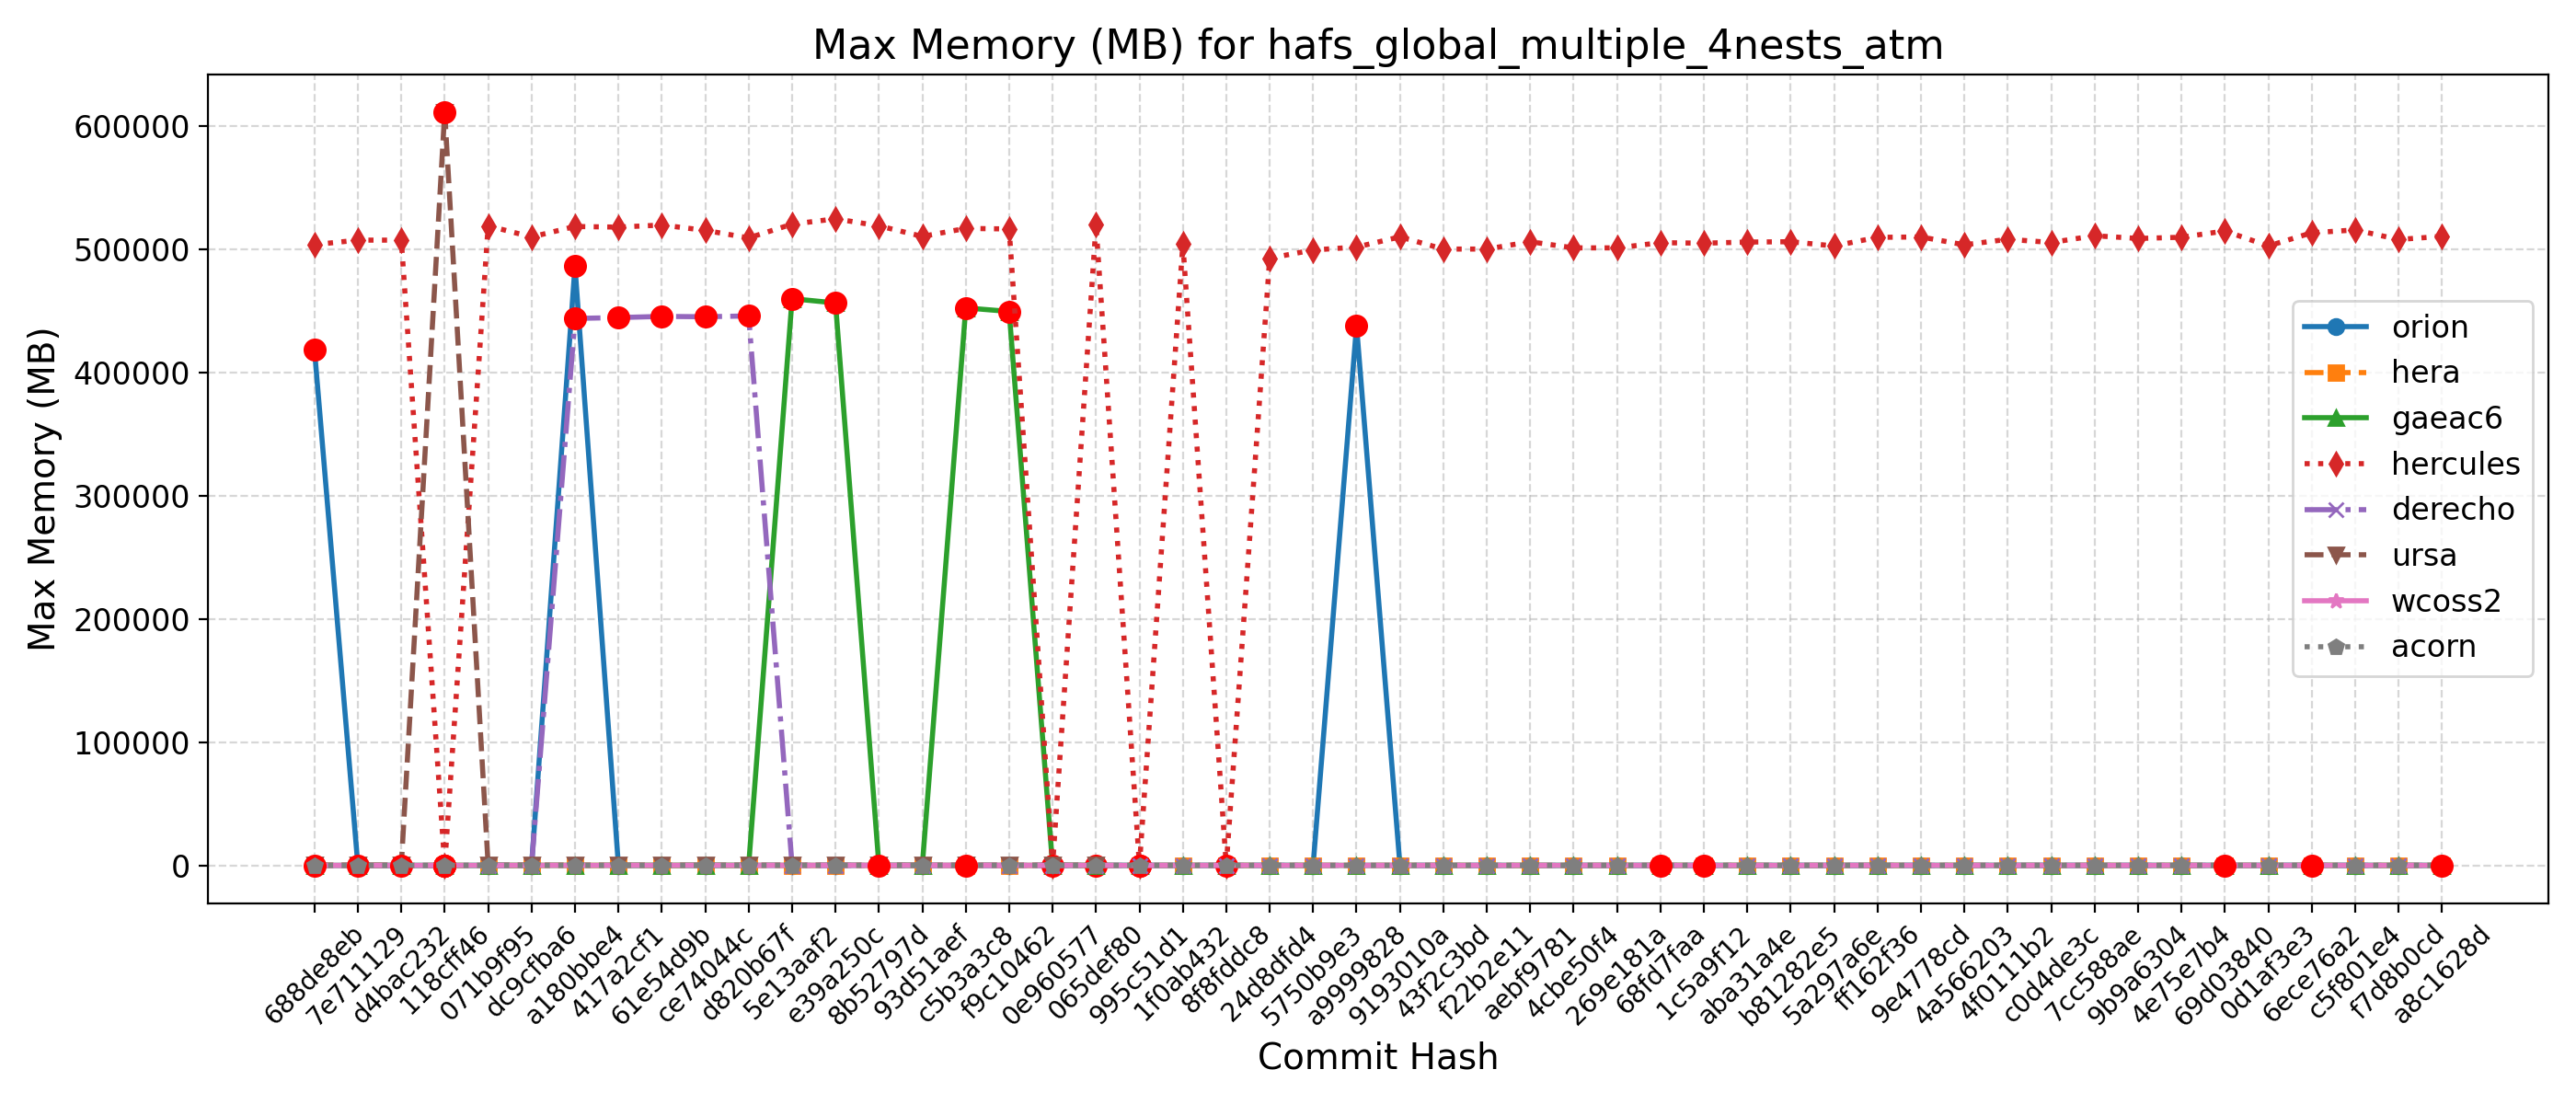 Max Memory (MB) for hafs_global_multiple_4nests_atm
Max Memory (MB)
600000
500000
400000
300000
200000
100000
0
orion
hera
gaeac6
hercules
derecho
ursa
wcoss2
acorn
688de8eb
7e711129
d4bac232
118cff46
071b9f95
dc9cfba6
a180bbe4
417a2cf1
61e54d9b
ce74044c
d820b67f
5e13aaf2
e39a250c
8b52797d
93d51aef
c5b3a3c8
f9c10462
0e960577
065def80
995c51d1
1f0ab432
8f8fddc8
24d8dfd4
5750b9e3
a9999828
9193010a
43f2c3bd
f22b2e11
aebf9781
4cbe50f4
269e181a
68fd7faa
1c5a9f12
aba31a4e
b81282e5
5a297a6e
ff162f36
9e4778cd
4a566203
4f0111b2
c0d4de3c
7cc588ae
9b9a6304
4e75e7b4
69d03840
0d1af3e3
6ece76a2
c5f801e4
f7d8b0cd
a8c1628d
Commit Hash